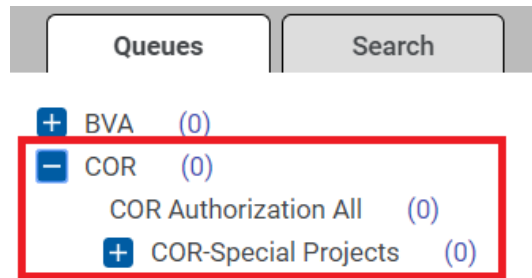 Queues Search
BVA (0)
COR (0)
COR Authorization All (0)
COR-Special Projects (0)